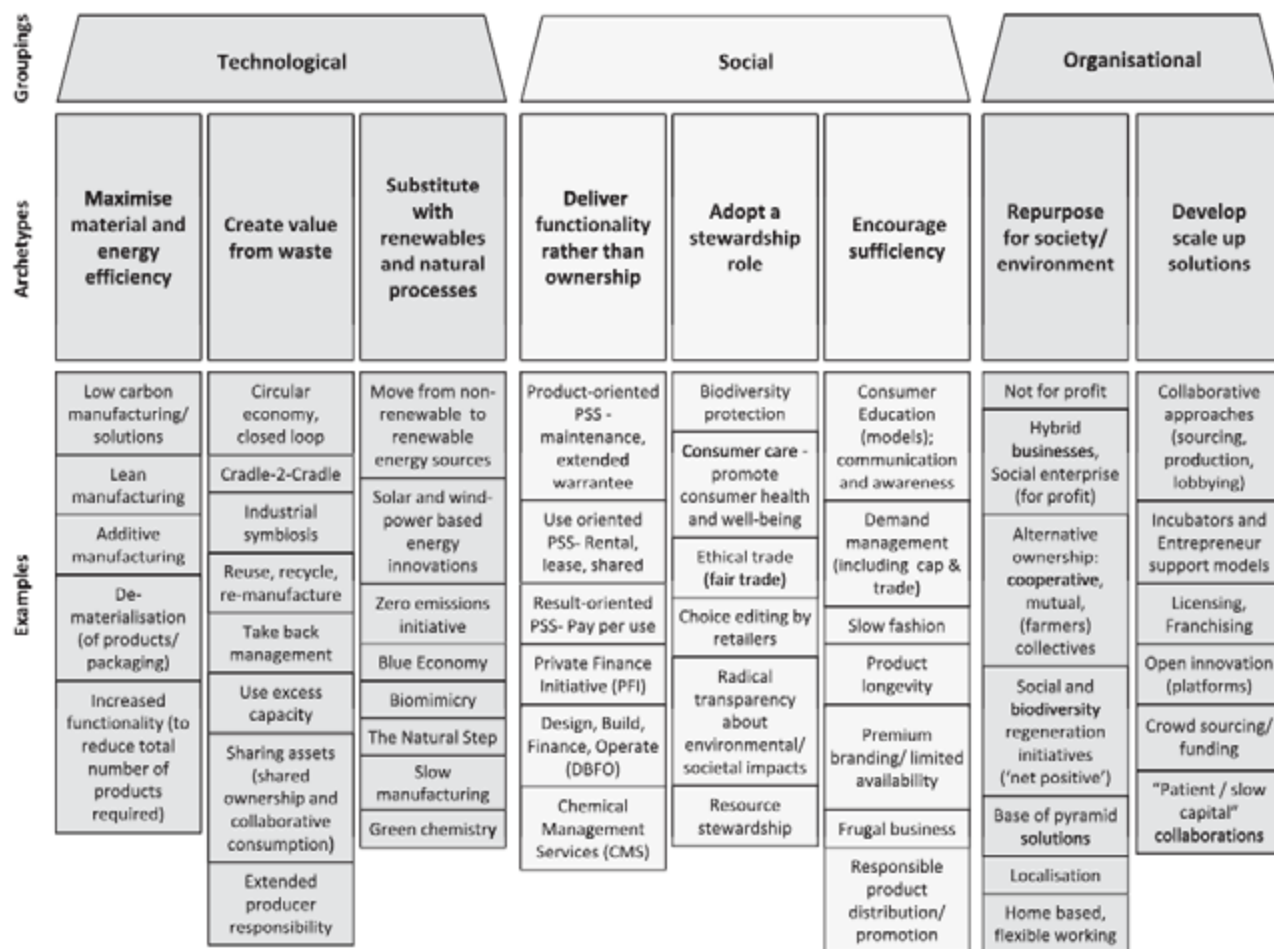 Groupings
Technological
Social
Organisational
Archetypes
Maximise
material and
energy
efficiency
Create value
from waste
Substitute
with
renewables
and natural
processes
Deliver
functionality
rather than
ownership
Adopt a
stewardship
role
Encourage
sufficiency
Repurpose
for society/
environment
Develop
scale up
solutions
Examples
Low carbon
manufacturing/
solutions
Lean
manufacturing
Additive
manufacturing
De-
materialisation
(of products/
packaging)
Increased
functionality (to
reduce total
number of
products
required)
Circular
economy,
closed loop
Cradle-2-Cradle
Industrial
symbiosis
Reuse, recycle,
re-manufacture
Take back
management
Use excess
capacity
Sharing assets
(shared
ownership and
collaborative
consumption)
Extended
producer
responsibility
Move from non-
renewable to
renewable
energy sources
Solar and wind-
power based
energy
innovations
Zero emissions
initiative
Blue Economy
Biomimicry
The Natural Step
Slow
manufacturing
Green chemistry
Product-oriented
PSS -
maintenance,
extended
warrantee
Use oriented
PSS- Rental,
lease, shared
Result-oriented
PSS- Pay per use
Private Finance
Initiative (PFI)
Design, Build,
Finance, Operate
(DBFO)
Chemical
Management
Services (CMS)
Biodiversity
protection
Consumer care -
promote
consumer health
and well-being
Ethical trade
(fair trade)
Choice editing by
retailers
Radical
transparency
about
environmental/
societal impacts
Resource
stewardship
Consumer
Education
(models);
communication
and awareness
Demand
management
(including cap &
trade)
Slow fashion
Product
longevity
Premium
branding/ limited
availability
Frugal business
Responsible
product
distribution/
promotion
Not for profit
Hybrid
businesses,
Social enterprise
(for profit)
Alternative
ownership:
cooperative,
mutual,
(farmers)
collectives
Social and
biodiversity
regeneration
initiatives
('net positive')
Base of pyramid
solutions
Localisation
Home based,
flexible working
Collaborative
approaches
(sourcing,
production,
lobbying)
Incubators and
Entrepreneur
support models
Licensing,
Franchising
Open innovation
(platforms)
Crowd sourcing/
funding
"Patient / slow
capital"
collaborations